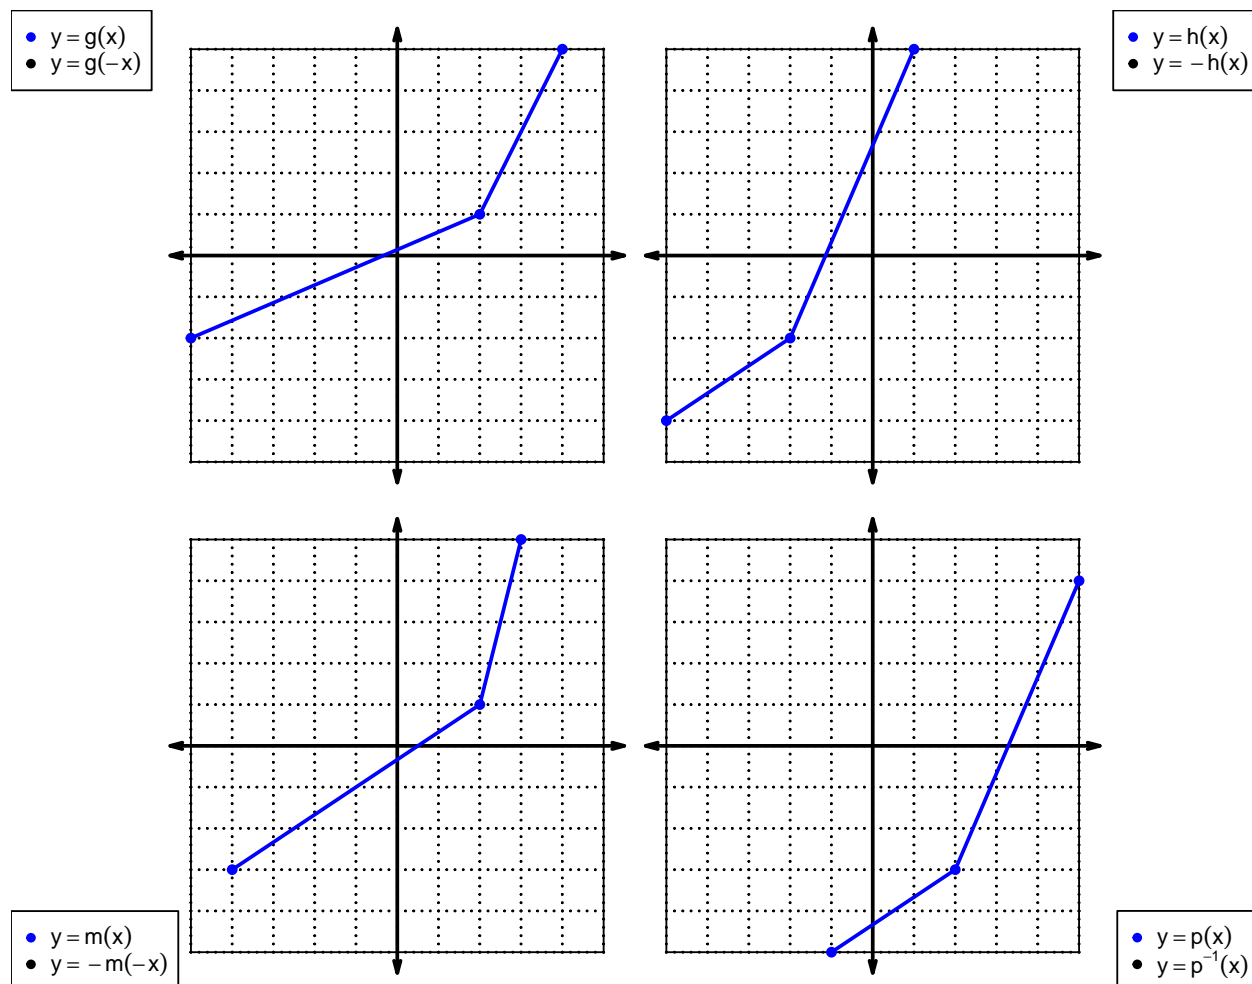 y = g(x)
y = g(−x)
y = h(x)
y = −h(x)
y = m(x)
y = −m(−x)
y = p(x)
y = p⁻¹(x)